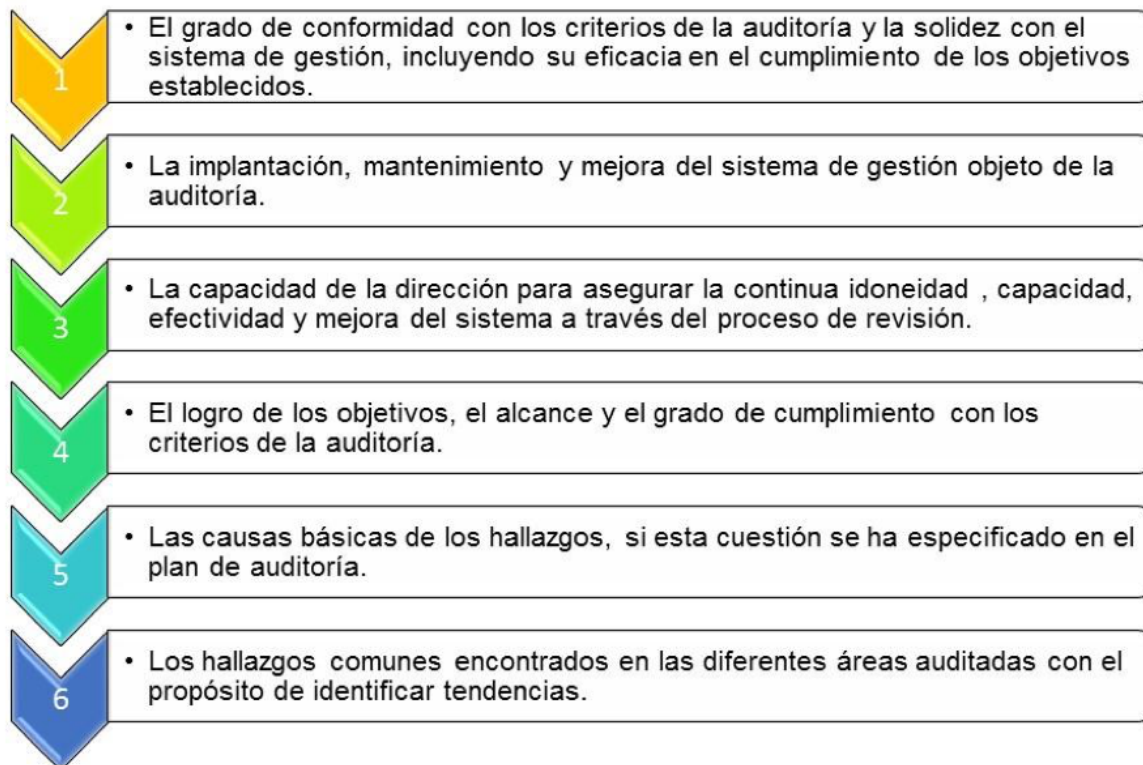 1
• El grado de conformidad con los criterios de la auditoría y la solidez con el
sistema de gestión, incluyendo su eficacia en el cumplimiento de los objetivos
establecidos.
2
• La implantación, mantenimiento y mejora del sistema de gestión objeto de la
auditoría.
3
• La capacidad de la dirección para asegurar la continua idoneidad , capacidad,
efectividad y mejora del sistema a través del proceso de revisión.
4
• El logro de los objetivos, el alcance y el grado de cumplimiento con los
criterios de la auditoría.
5
• Las causas básicas de los hallazgos, si esta cuestión se ha especificado en el
plan de auditoría.
6
• Los hallazgos comunes encontrados en las diferentes áreas auditadas con el
propósito de identificar tendencias.